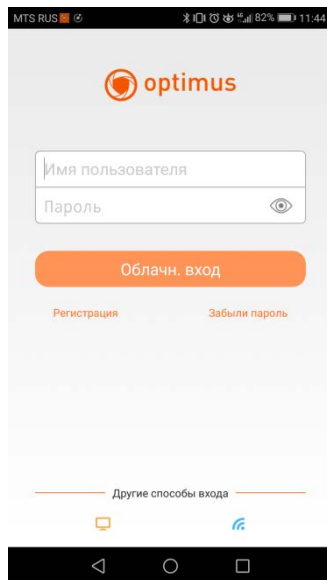 MTS RUS 82% 11:44
optimus
Имя пользователя
Пароль
Облачн. вход
Регистрация Забыли пароль
Другие способы входа